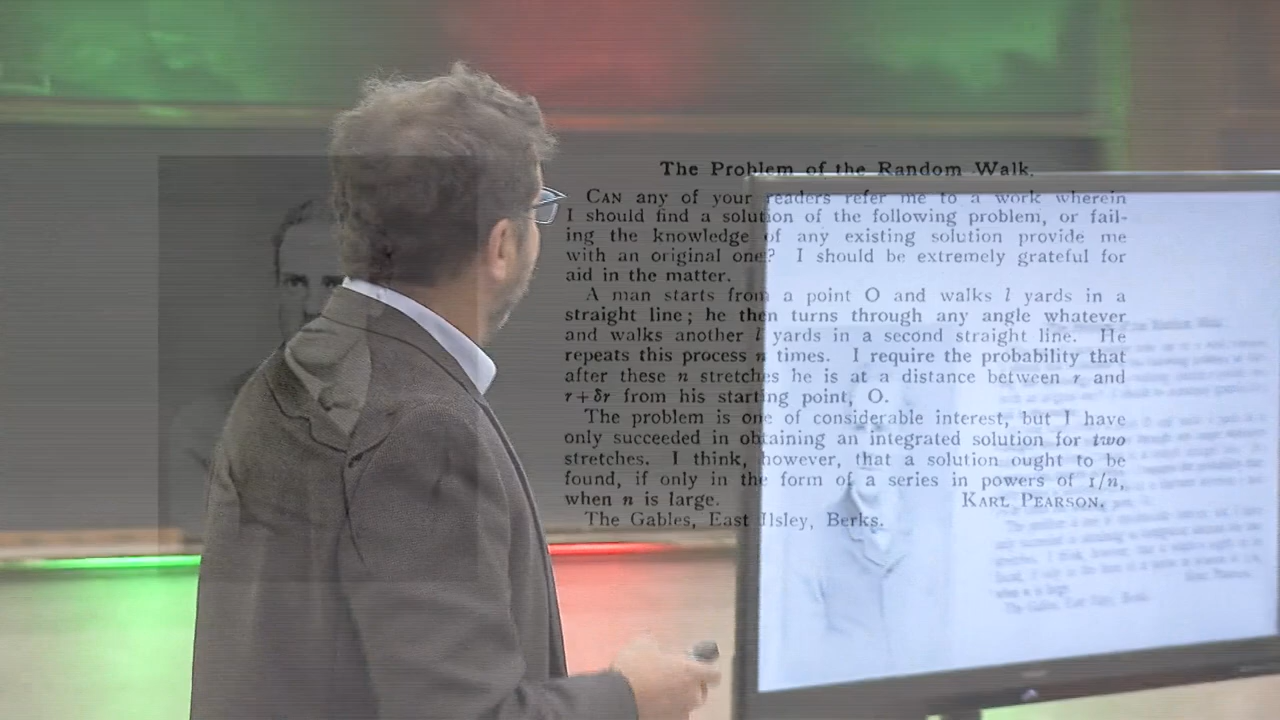 The Problem of the Random Walk.
CAN any of your readers refer me to a work wherein
I should find a solution of the following problem, or fail-
ing the knowledge of any existing solution provide me
with an original one? I should be extremely grateful for
aid in the matter.
A man starts from a point O and walks l yards in a
straight line; he then turns through any angle whatever
and walks another l yards in a second straight line. He
repeats this process n times. I require the probability that
after these n stretches he is at a distance between r and
r + δr from his starting point, O.
The problem is one of considerable interest, but I have
only succeeded in obtaining an integrated solution for two
stretches. I think, however, that a solution ought to be
found, if only in the form of a series in powers of 1/n,
when n is large. KARL PEARSON.
The Gables, East Ilsley, Berks.